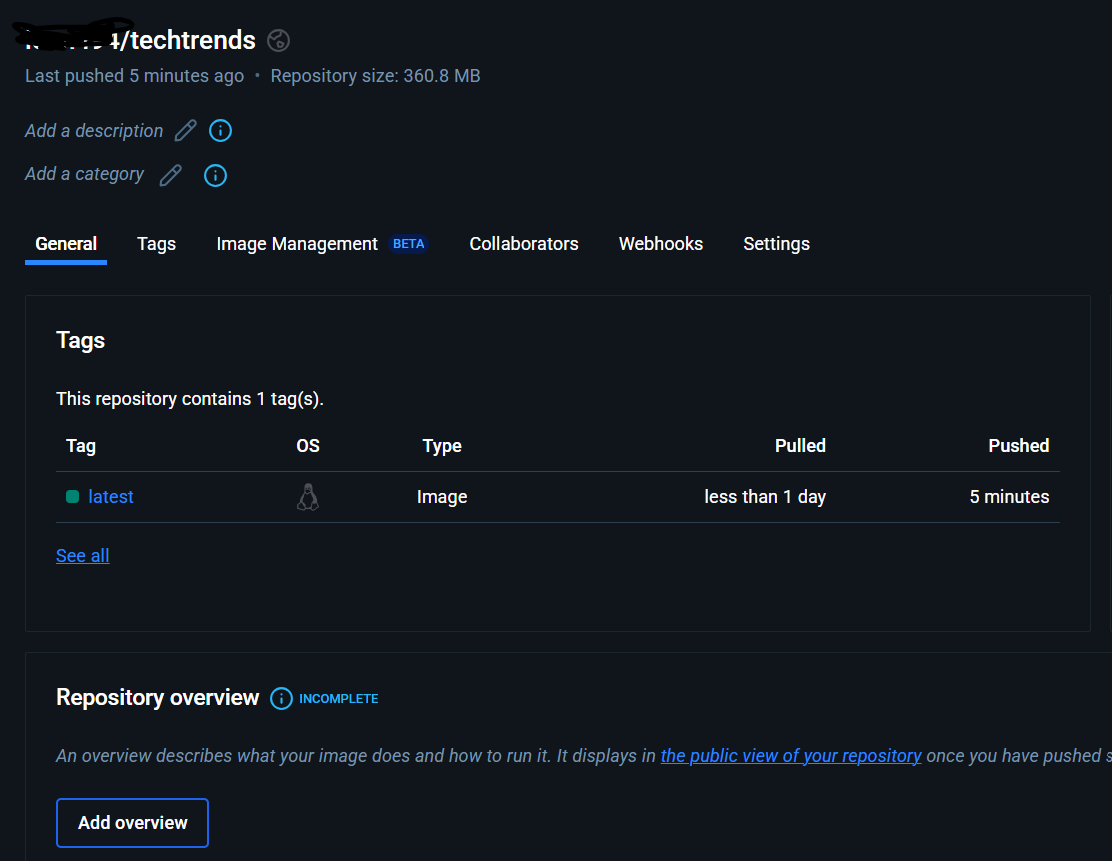 /techtrends
Last pushed 5 minutes ago • Repository size: 360.8 MB
Add a description
Add a category
General Tags Image Management BETA Collaborators Webhooks Settings
Tags
This repository contains 1 tag(s).
Tag OS Type Pulled Pushed
latest Image less than 1 day 5 minutes
See all
Repository overview INCOMPLETE
An overview describes what your image does and how to run it. It displays in the public view of your repository once you have pushed
Add overview